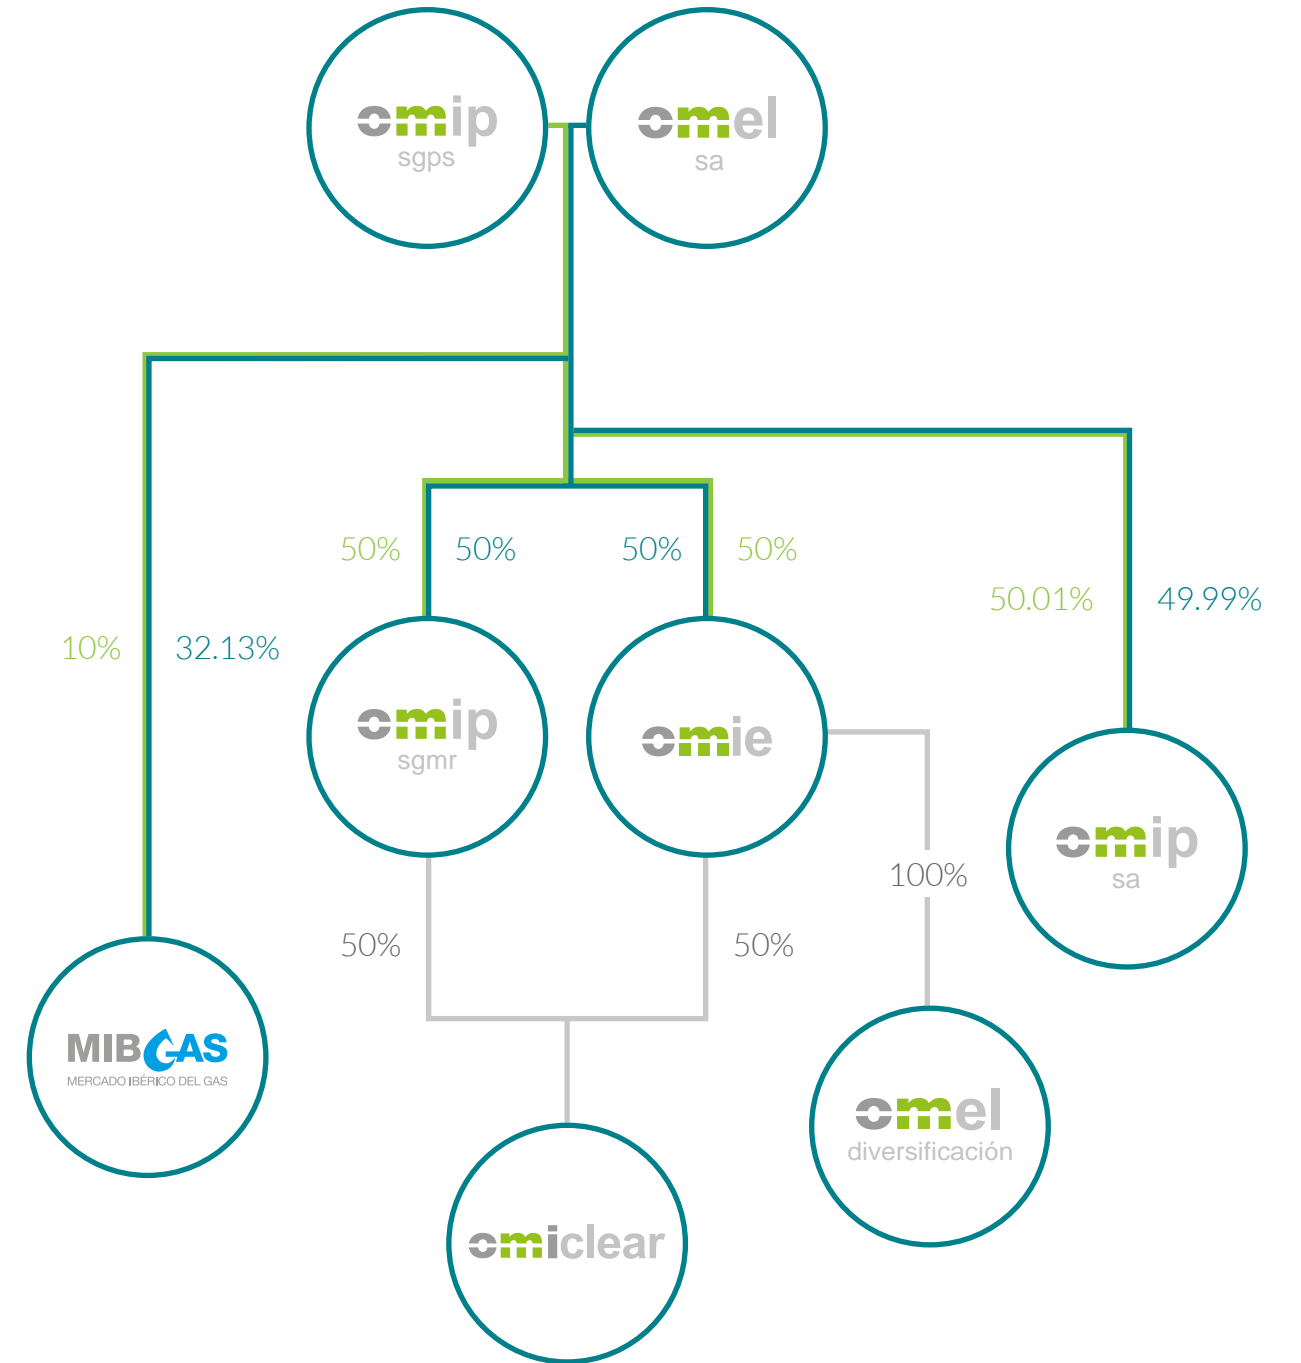 omip
sgps
omel
sa
50%
50%
50%
50%
50.01%
49.99%
10%
32.13%
omip
sgmr
omie
omip
sa
100%
50%
50%
MIBGAS
MERCADO IBÉRICO DEL GAS
omel
diversificación
omiclear